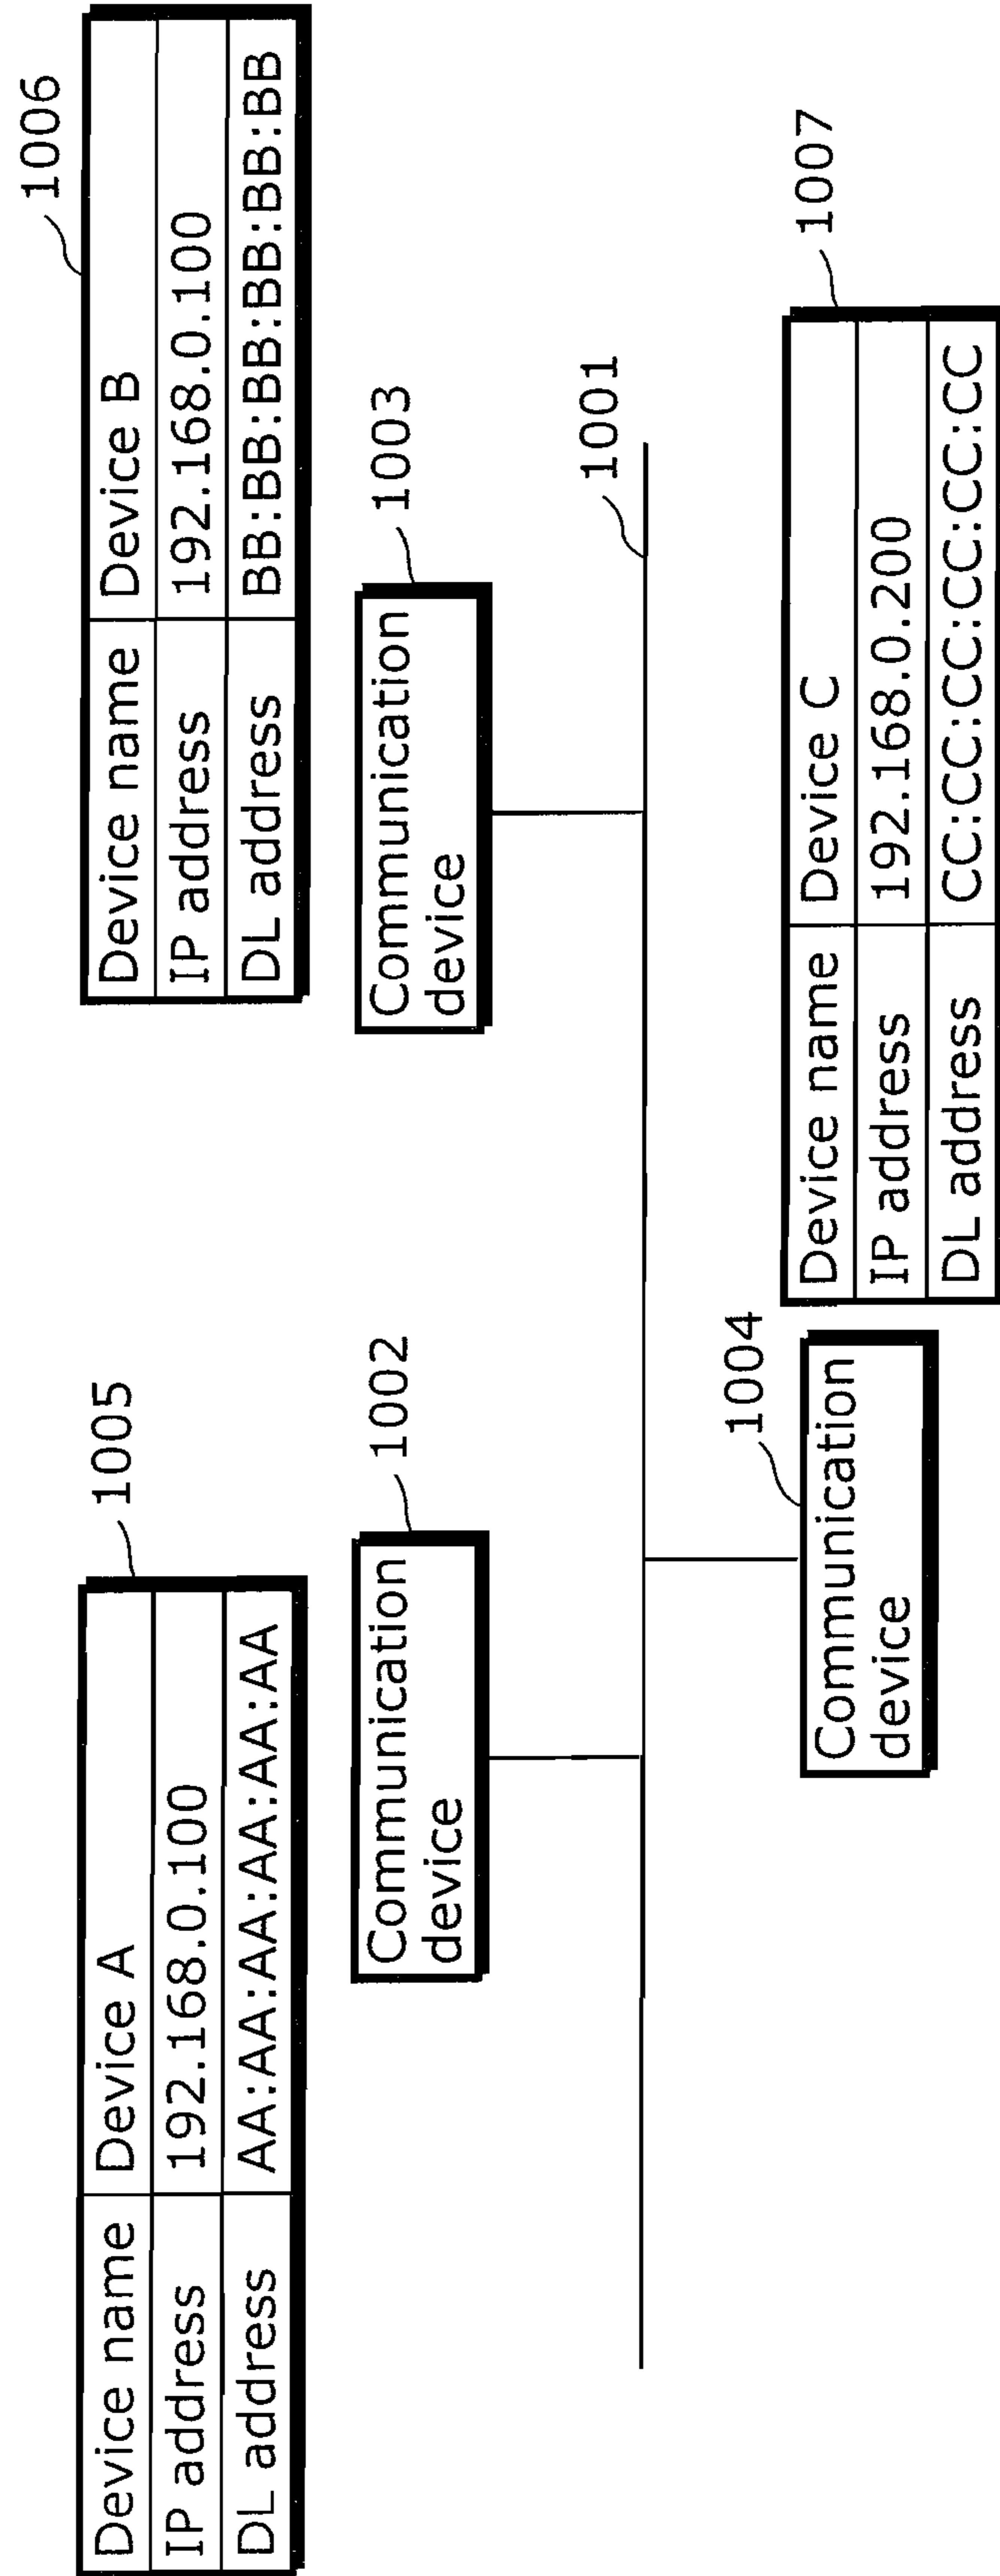 1005
Device name Device A
IP address 192.168.0.100
DL address AA:AA:AA:AA:AA:AA
1006
Device name Device B
IP address 192.168.0.100
DL address BB:BB:BB:BB:BB:BB
1002
Communication
device
1003
Communication
device
1001
1004
Communication
device
1007
Device name Device C
IP address 192.168.0.200
DL address CC:CC:CC:CC:CC:CC